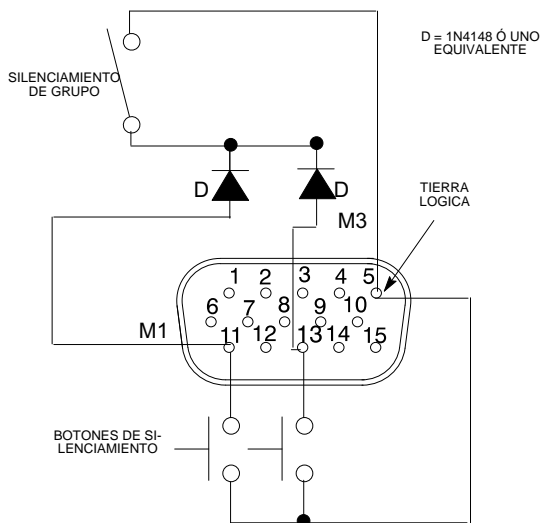 D = 1N4148 Ó UNO
EQUIVALENTE
SILENCIAMIENTO
DE GRUPO
D
D
M3
TIERRA
LOGICA
1 2 3 4 5
6 7 8 9 10
M1
11 12 13 14 15
BOTONES DE SI-
LENCIAMIENTO